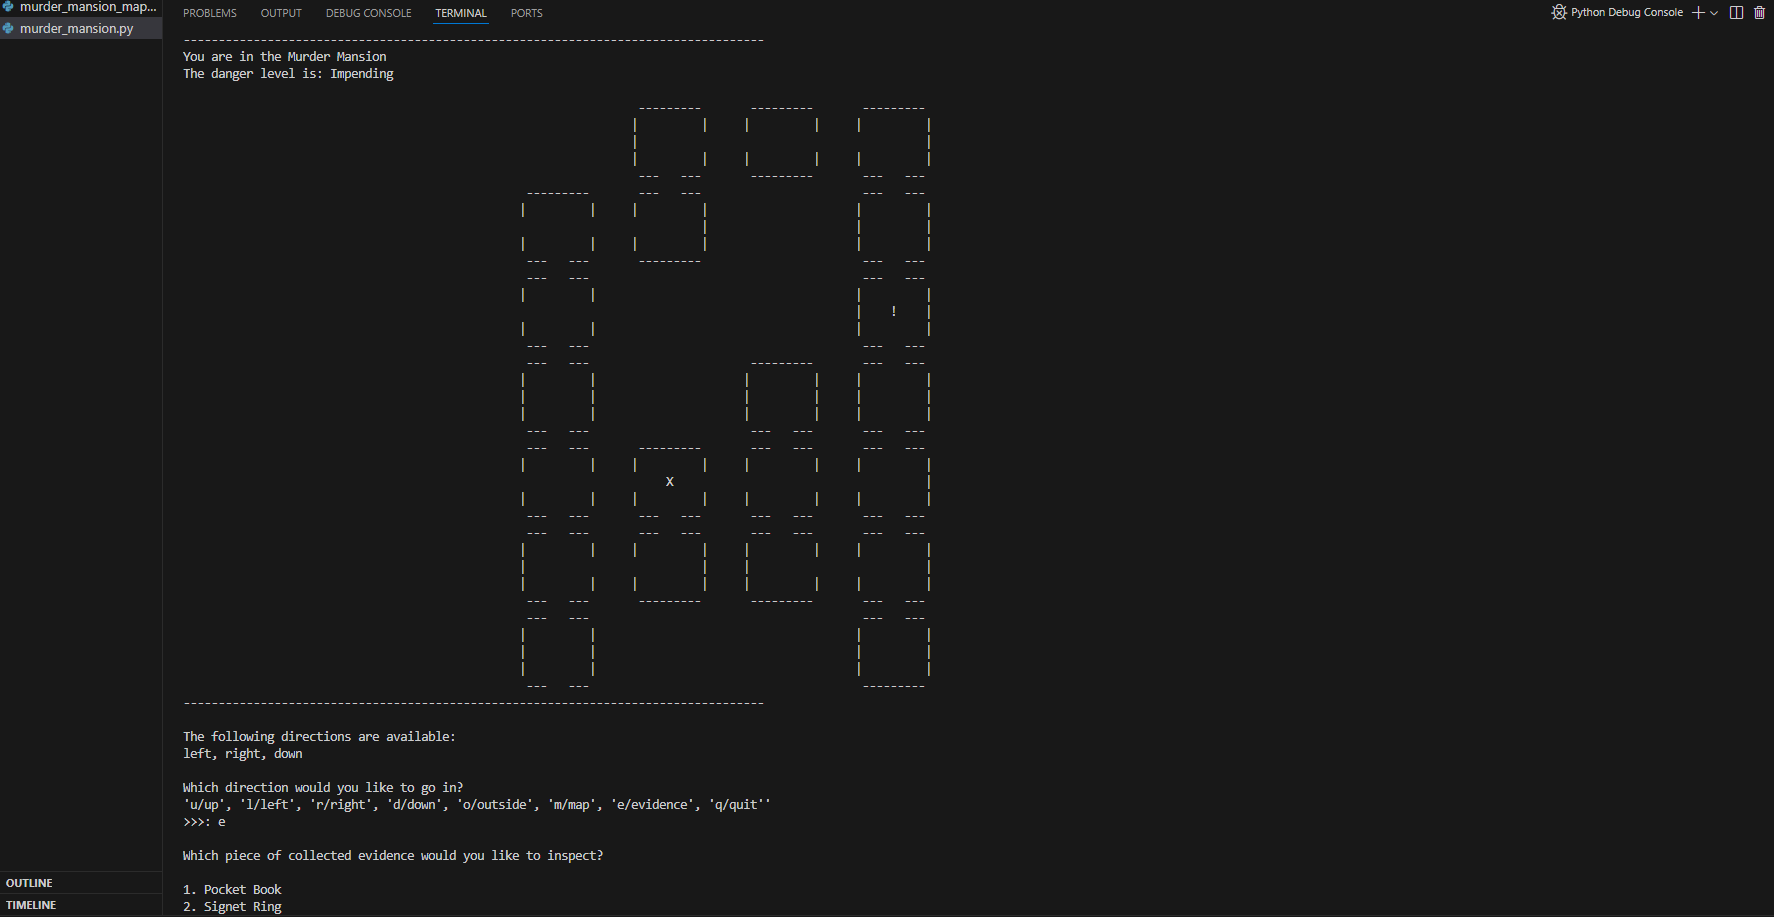 murder_mansion_map...
murder_mansion.py
PROBLEMS OUTPUT DEBUG CONSOLE TERMINAL PORTS
Python Debug Console
-----------------------------------------------------------------------------------
You are in the Murder Mansion
The danger level is: Impending
!
X
-----------------------------------------------------------------------------------
The following directions are available:
left, right, down
Which direction would you like to go in?
'u/up', 'l/left', 'r/right', 'd/down', 'o/outside', 'm/map', 'e/evidence', 'q/quit''
>>>: e
Which piece of collected evidence would you like to inspect?
1. Pocket Book
2. Signet Ring
OUTLINE
TIMELINE